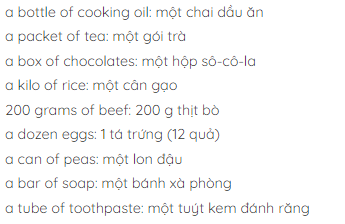 a bottle of cooking oil: một chai dầu ăn
a packet of tea: một gói trà
a box of chocolates: một hộp sô-cô-la
a kilo of rice: một cân gạo
200 grams of beef: 200 g thịt bò
a dozen eggs: 1 tá trứng (12 quả)
a can of peas: một lon đậu
a bar of soap: một bánh xà phòng
a tube of toothpaste: một tuýt kem đánh răng